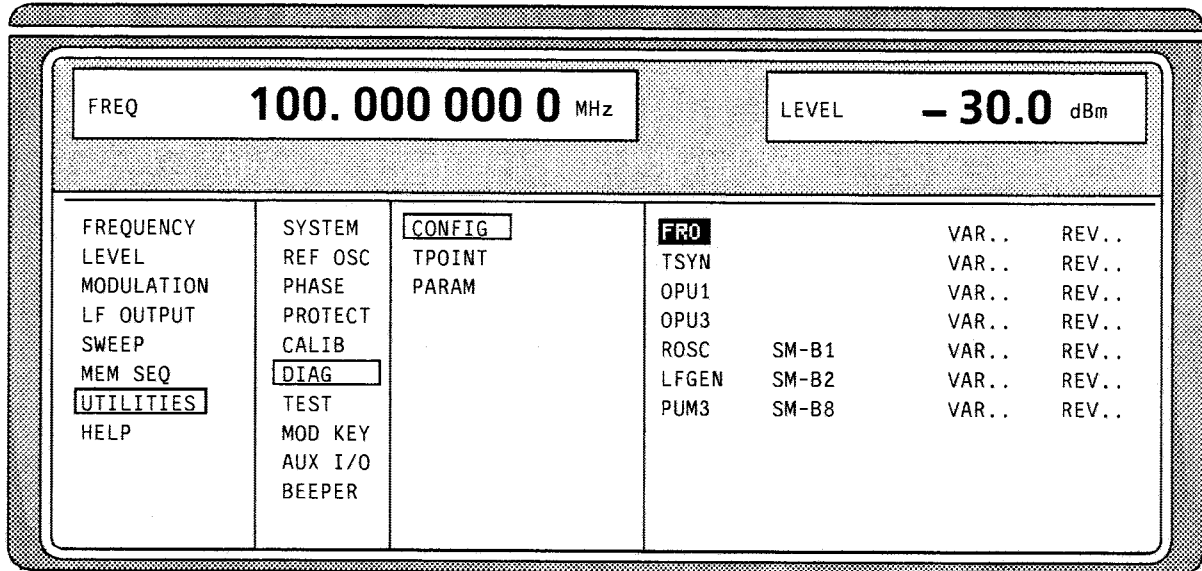 FREQ 100. 000 000 0 MHz LEVEL – 30.0 dBm
FREQUENCY
LEVEL
MODULATION
LF OUTPUT
SWEEP
MEM SEQ
UTILITIES
HELP
SYSTEM
REF OSC
PHASE
PROTECT
CALIB
DIAG
TEST
MOD KEY
AUX I/O
BEEPER
CONFIG
TPOINT
PARAM
FRO VAR.. REV..
TSYN VAR.. REV..
OPU1 VAR.. REV..
OPU3 VAR.. REV..
ROSC SM-B1 VAR.. REV..
LFGEN SM-B2 VAR.. REV..
PUM3 SM-B8 VAR.. REV..